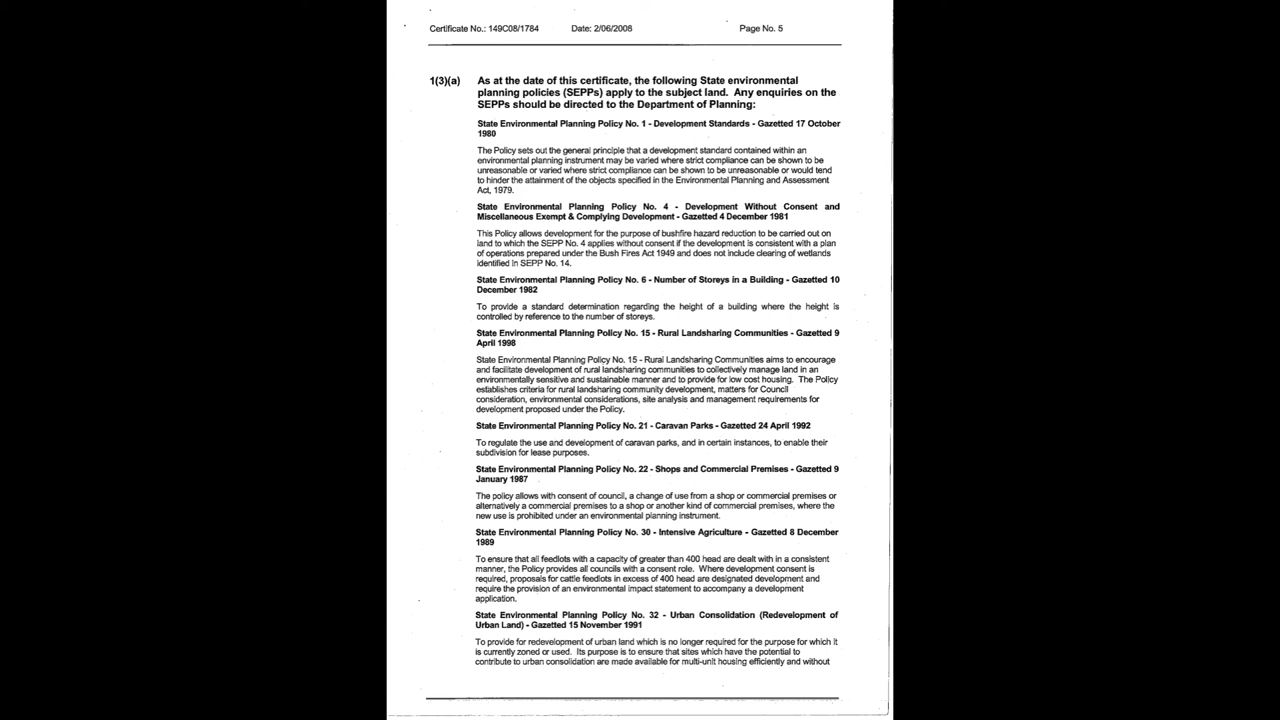 Certificate No.: 149C08/1784 Date: 2/06/2008 Page No. 5
1(3)(a) As at the date of this certificate, the following State environmental
planning policies (SEPPs) apply to the subject land. Any enquiries on the
SEPPs should be directed to the Department of Planning:
State Environmental Planning Policy No. 1 - Development Standards - Gazetted 17 October
1980
The Policy sets out the general principle that a development standard contained within an
environmental planning instrument may be varied where strict compliance can be shown to be
unreasonable or varied where strict compliance can be shown to be unreasonable or would tend
to hinder the attainment of the objects specified in the Environmental Planning and Assessment
Act, 1979.
State Environmental Planning Policy No. 4 - Development Without Consent and
Miscellaneous Exempt & Complying Development - Gazetted 4 December 1981
This Policy allows development for the purpose of bushfire hazard reduction to be carried out on
land to which the SEPP No. 4 applies without consent if the development is consistent with a plan
of operations prepared under the Bush Fires Act 1949 and does not include clearing of wetlands
identified in SEPP No. 14.
State Environmental Planning Policy No. 6 - Number of Storeys in a Building - Gazetted 10
December 1982
To provide a standard determination regarding the height of a building where the height is
controlled by reference to the number of storeys.
State Environmental Planning Policy No. 15 - Rural Landsharing Communities - Gazetted 9
April 1998
State Environmental Planning Policy No. 15 - Rural Landsharing Communities aims to encourage
and facilitate development of rural landsharing communities to collectively manage land in an
environmentally sensitive and sustainable manner and to provide for low cost housing. The Policy
establishes criteria for rural landsharing community development, matters for Council
consideration, environmental considerations, site analysis and management requirements for
development proposed under the Policy.
State Environmental Planning Policy No. 21 - Caravan Parks - Gazetted 24 April 1992
To regulate the use and development of caravan parks, and in certain instances, to enable their
subdivision for lease purposes.
State Environmental Planning Policy No. 22 - Shops and Commercial Premises - Gazetted 9
January 1987
The policy allows with consent of council, a change of use from a shop or commercial premises or
alternatively a commercial premises to a shop or another kind of commercial premises, where the
new use is prohibited under an environmental planning instrument.
State Environmental Planning Policy No. 30 - Intensive Agriculture - Gazetted 8 December
1989
To ensure that all feedlots with a capacity of greater than 400 head are dealt with in a consistent
manner, the Policy provides all councils with a consent role. Where development consent is
required, proposals for cattle feedlots in excess of 400 head are designated development and
require the provision of an environmental impact statement to accompany a development
application.
State Environmental Planning Policy No. 32 - Urban Consolidation (Redevelopment of
Urban Land) - Gazetted 15 November 1991
To provide for redevelopment of urban land which is no longer required for the purpose for which it
is currently zoned or used. Its purpose is to ensure that sites which have the potential to
contribute to urban consolidation are made available for multi-unit housing efficiently and without